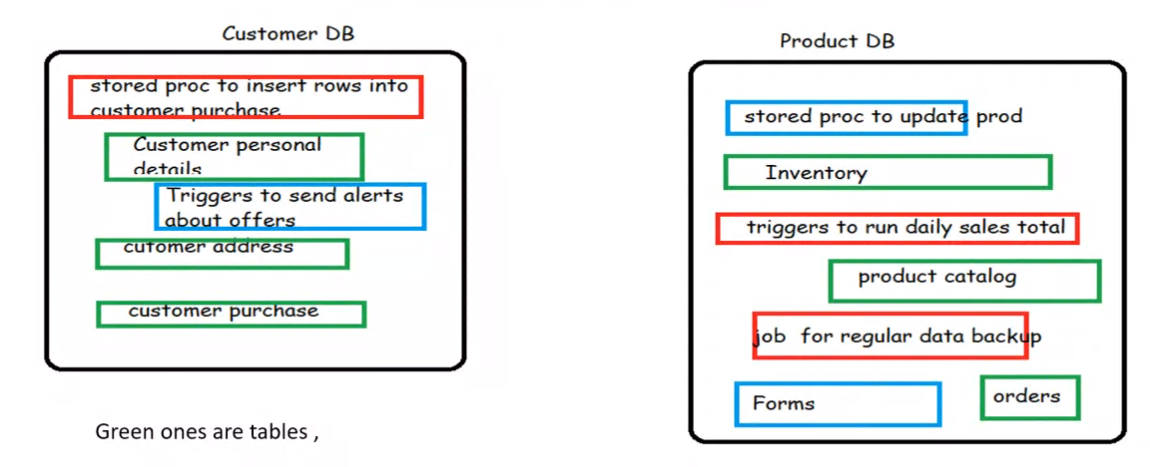 Customer DB
stored proc to insert rows into
customer purchase
Customer personal
details
Triggers to send alerts
about offers
cutomer address
customer purchase
Green ones are tables ,
Product DB
stored proc to update prod
Inventory
triggers to run daily sales total
product catalog
job for regular data backup
Forms
orders